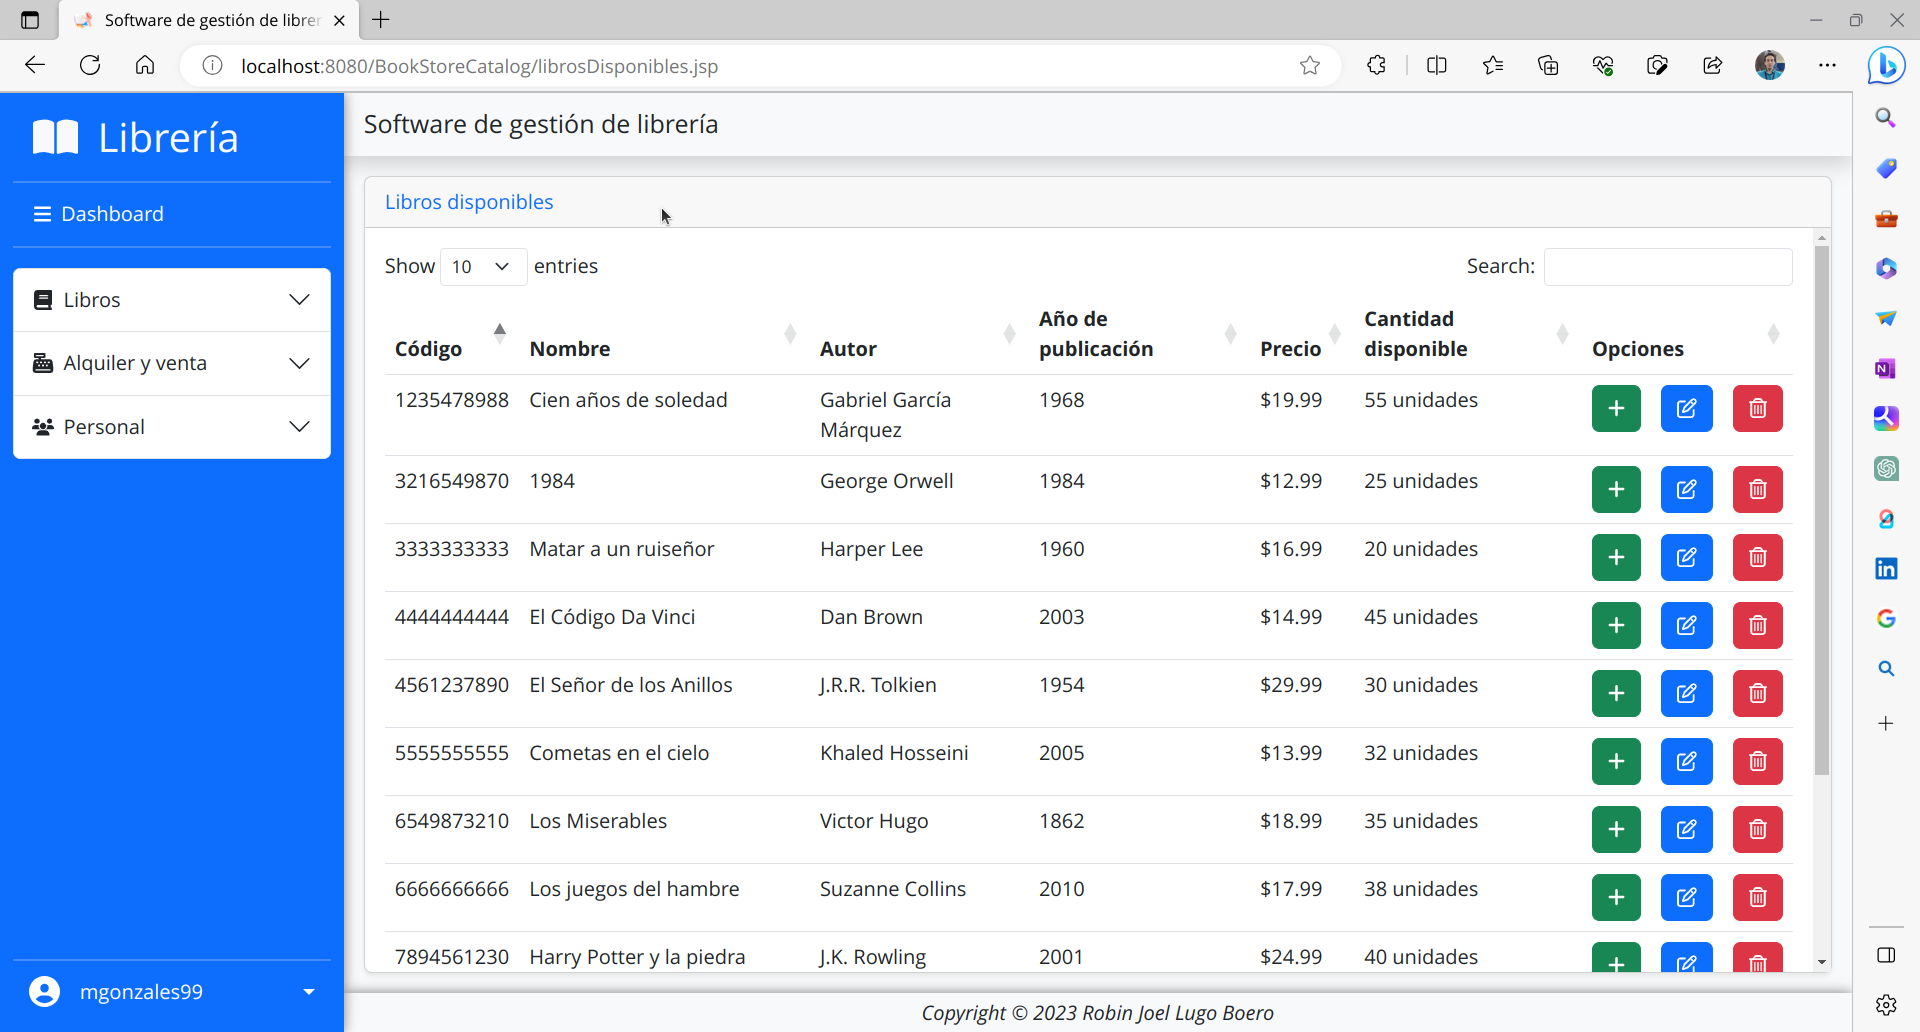 Software de gestión de librer
localhost:8080/BookStoreCatalog/librosDisponibles.jsp
Librería
Dashboard
Libros
Alquiler y venta
Personal
mgonzales99
Software de gestión de librería
Libros disponibles
Show 10 entries Search:
Código Nombre Autor Año de publicación Precio Cantidad disponible Opciones
1235478988 Cien años de soledad Gabriel García Márquez 1968 $19.99 55 unidades
3216549870 1984 George Orwell 1984 $12.99 25 unidades
3333333333 Matar a un ruiseñor Harper Lee 1960 $16.99 20 unidades
4444444444 El Código Da Vinci Dan Brown 2003 $14.99 45 unidades
4561237890 El Señor de los Anillos J.R.R. Tolkien 1954 $29.99 30 unidades
5555555555 Cometas en el cielo Khaled Hosseini 2005 $13.99 32 unidades
6549873210 Los Miserables Victor Hugo 1862 $18.99 35 unidades
6666666666 Los juegos del hambre Suzanne Collins 2010 $17.99 38 unidades
7894561230 Harry Potter y la piedra J.K. Rowling 2001 $24.99 40 unidades
Copyright © 2023 Robin Joel Lugo Boero